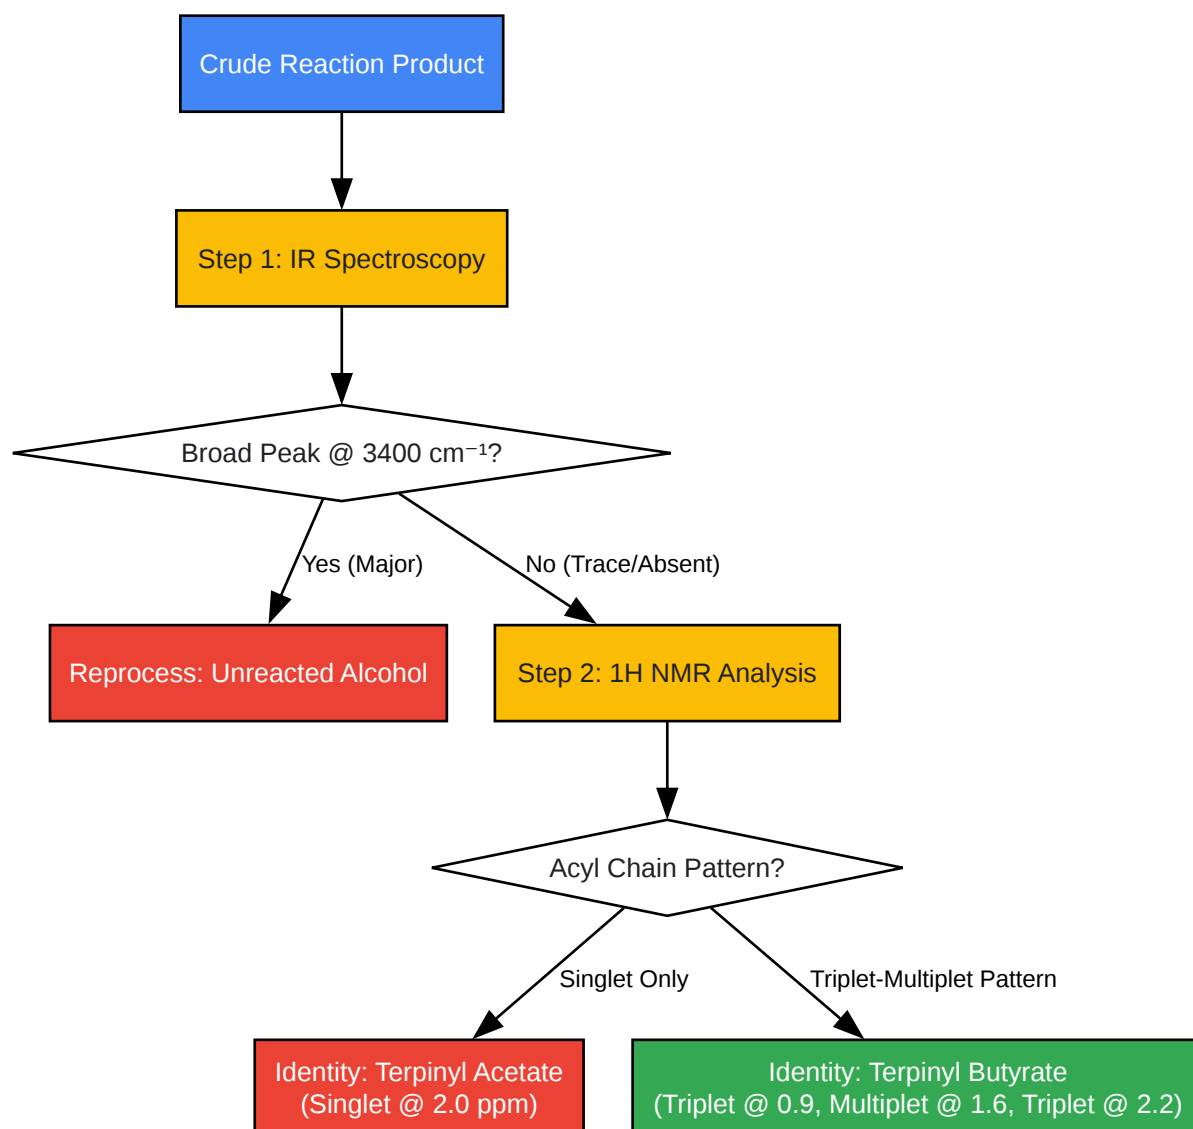 Crude Reaction Product
Step 1: IR Spectroscopy
Broad Peak @ 3400 cm⁻¹?
Yes (Major)
No (Trace/Absent)
Reprocess: Unreacted Alcohol
Step 2: 1H NMR Analysis
Acyl Chain Pattern?
Singlet Only
Triplet-Multiplet Pattern
Identity: Terpinyl Acetate
(Singlet @ 2.0 ppm)
Identity: Terpinyl Butyrate
(Triplet @ 0.9, Multiplet @ 1.6, Triplet @ 2.2)